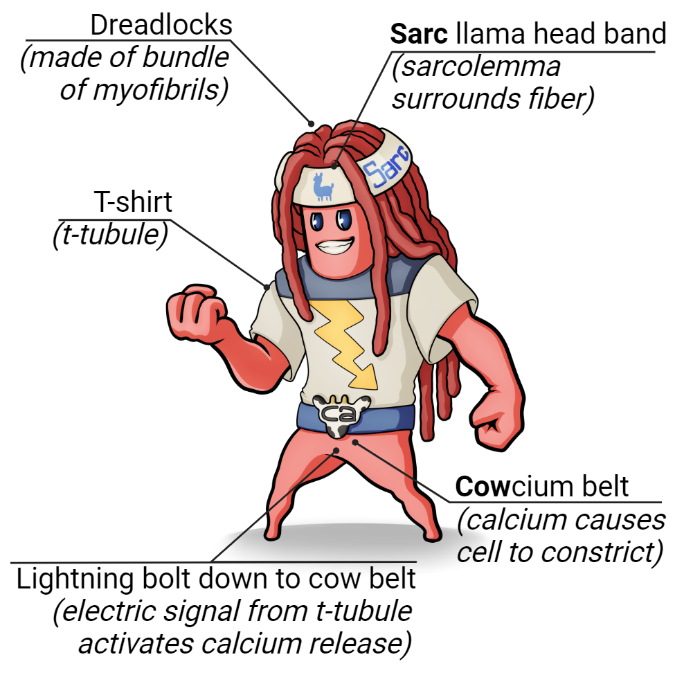 Dreadlocks
(made of bundle
of myofibrils)
Sarc llama head band
(sarcolemma
surrounds fiber)
Sarc
T-shirt
(t-tubule)
ca
Cowcium belt
(calcium causes
cell to constrict)
Lightning bolt down to cow belt
(electric signal from t-tubule
activates calcium release)